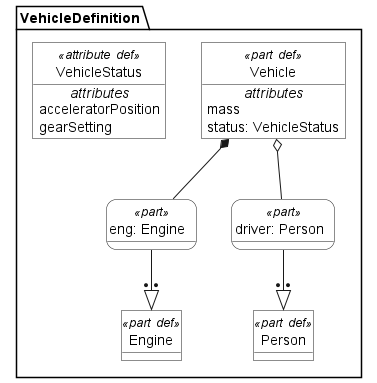 VehicleDefinition
«attribute def»
VehicleStatus
attributes
acceleratorPosition
gearSetting
«part def»
Vehicle
attributes
mass
status: VehicleStatus
«part»
eng: Engine
«part»
driver: Person
«part def»
Engine
«part def»
Person